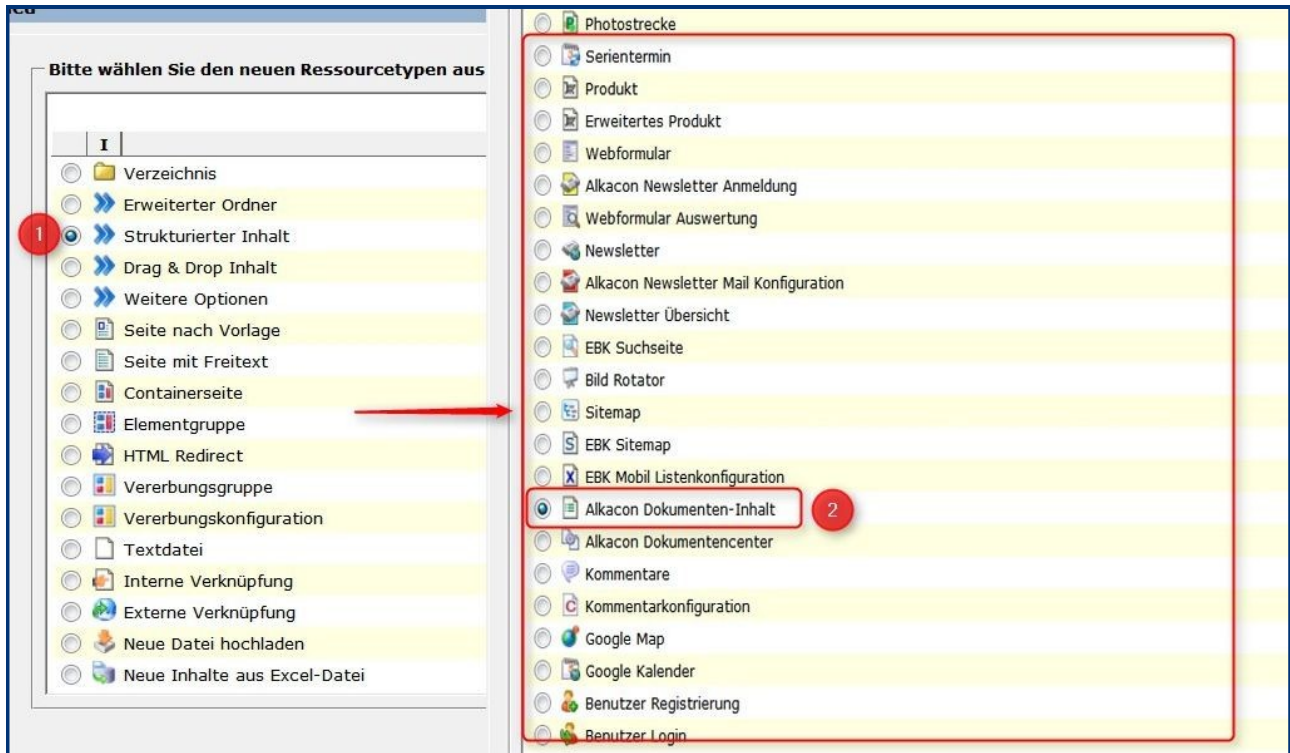 Bitte wählen Sie den neuen Ressourcetypen aus
I
Verzeichnis
Erweiterter Ordner
1
Strukturierter Inhalt
Drag & Drop Inhalt
Weitere Optionen
Seite nach Vorlage
Seite mit Freitext
Containerseite
Elementgruppe
HTML Redirect
Vererbungsgruppe
Vererbungskonfiguration
Textdatei
Interne Verknüpfung
Externe Verknüpfung
Neue Datei hochladen
Neue Inhalte aus Excel-Datei
Photostrecke
Serientermin
Produkt
Erweitertes Produkt
Webformular
Alkacon Newsletter Anmeldung
Webformular Auswertung
Newsletter
Alkacon Newsletter Mail Konfiguration
Newsletter Übersicht
EBK Suchseite
Bild Rotator
Sitemap
EBK Sitemap
EBK Mobil Listenkonfiguration
Alkacon Dokumenten-Inhalt
2
Alkacon Dokumentencenter
Kommentare
Kommentarkonfiguration
Google Map
Google Kalender
Benutzer Registrierung
Benutzer Login